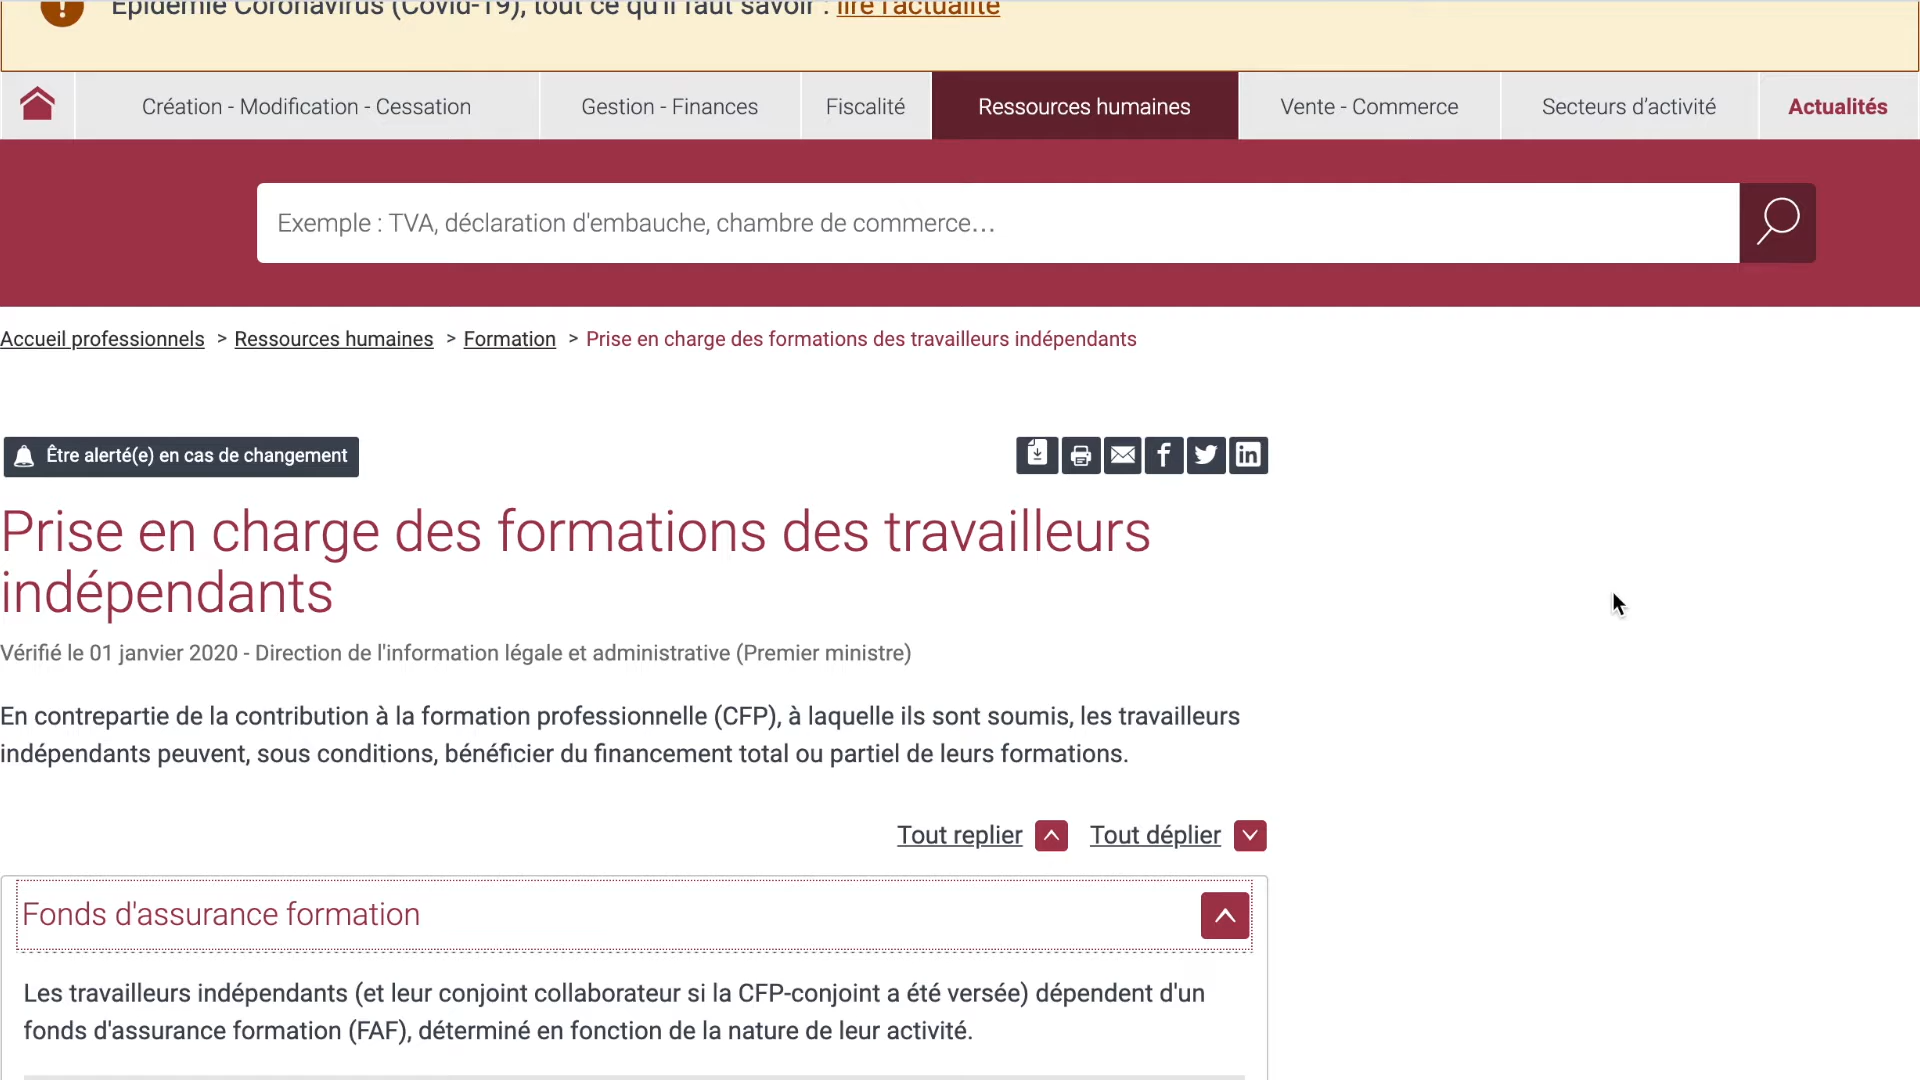 Epidémie Coronavirus (Covid-19), tout ce qu'il faut savoir : lire l'actualité
Création - Modification - Cessation
Gestion - Finances
Fiscalité
Ressources humaines
Vente - Commerce
Secteurs d’activité
Actualités
Exemple : TVA, déclaration d'embauche, chambre de commerce…
Accueil professionnels > Ressources humaines > Formation > Prise en charge des formations des travailleurs indépendants
Être alerté(e) en cas de changement
Prise en charge des formations des travailleurs
indépendants
Vérifié le 01 janvier 2020 - Direction de l'information légale et administrative (Premier ministre)
En contrepartie de la contribution à la formation professionnelle (CFP), à laquelle ils sont soumis, les travailleurs
indépendants peuvent, sous conditions, bénéficier du financement total ou partiel de leurs formations.
Tout replier Tout déplier
Fonds d'assurance formation
Les travailleurs indépendants (et leur conjoint collaborateur si la CFP-conjoint a été versée) dépendent d'un
fonds d'assurance formation (FAF), déterminé en fonction de la nature de leur activité.